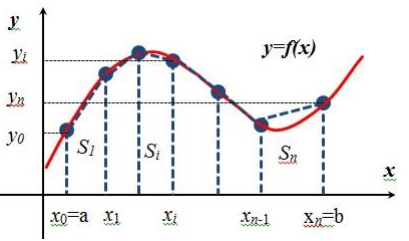 y
y=f(x)
yᵢ
yₙ
y₀
S₁
Sᵢ
Sₙ
x
x₀=a
x₁
xᵢ
xₙ₋₁
xₙ=b